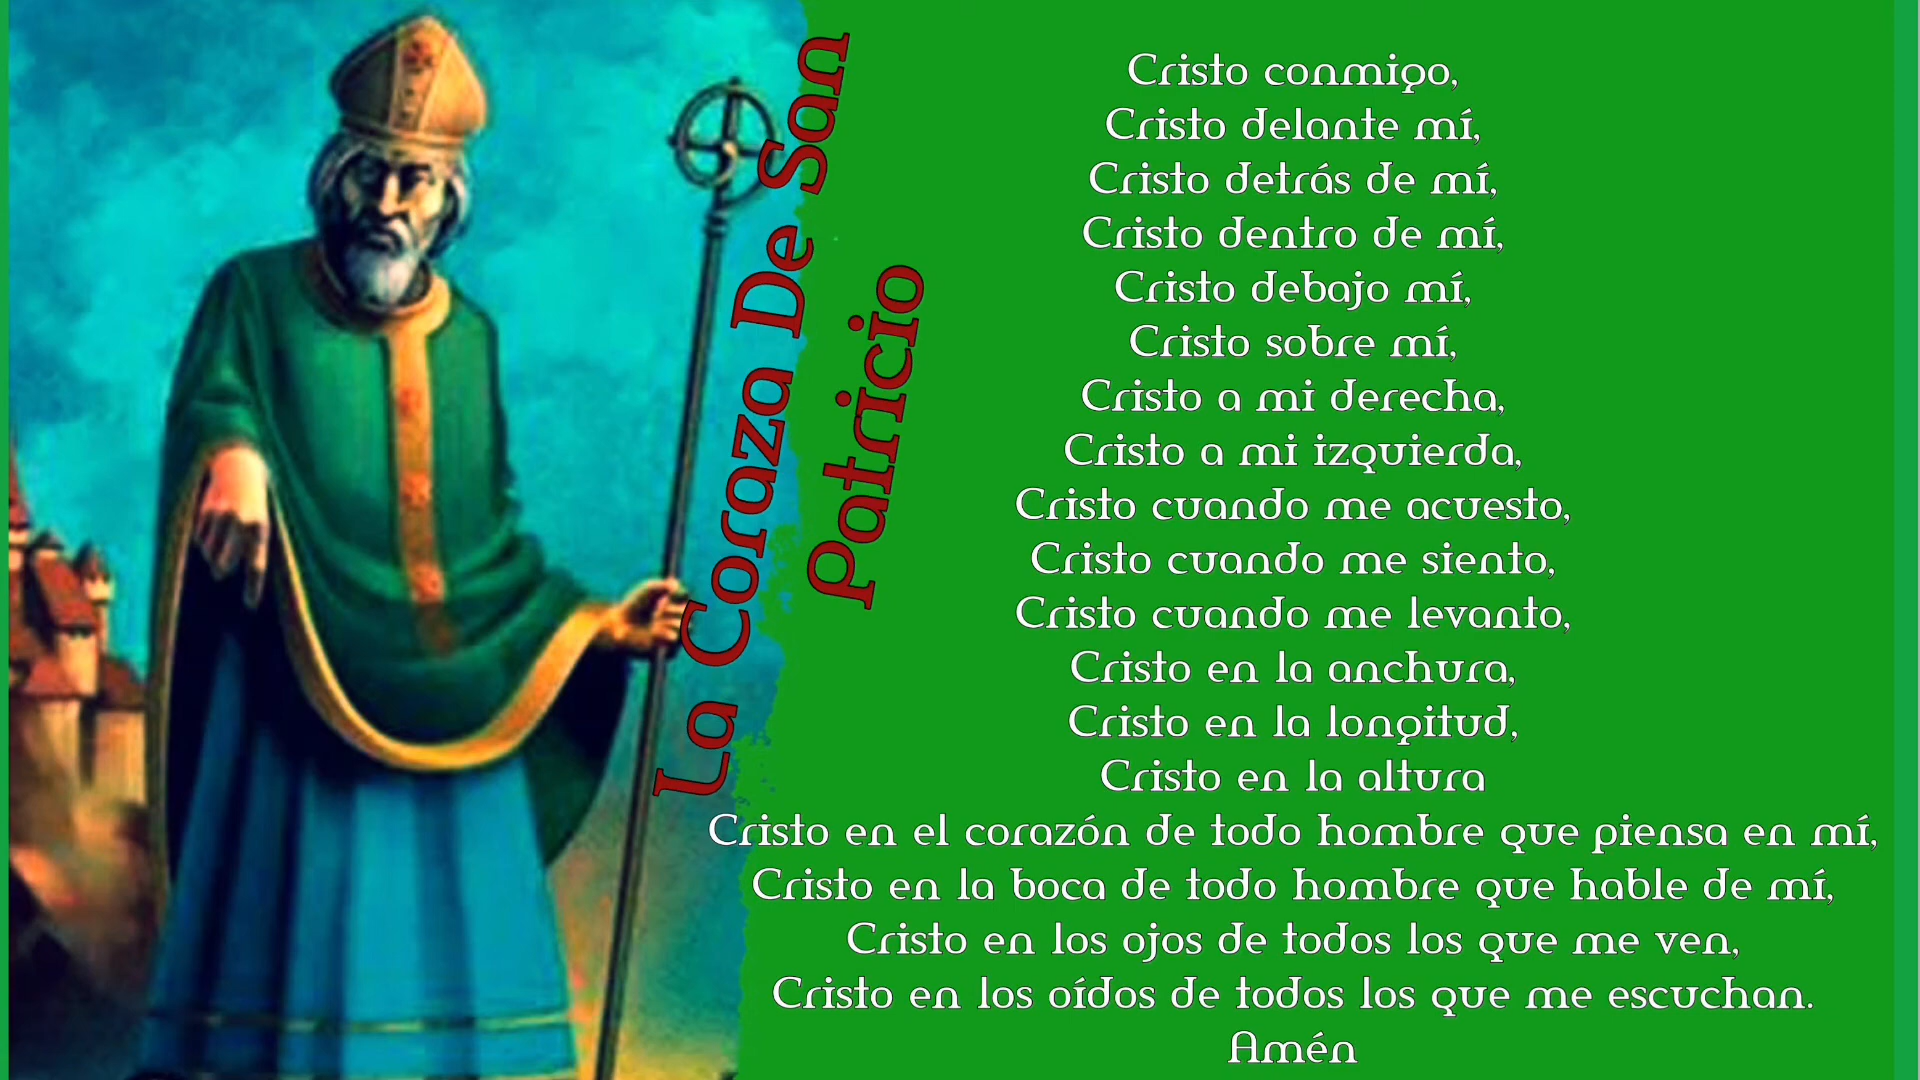 La Coraza De San
Patricio
Cristo conmigo,
Cristo delante mí,
Cristo detrás de mí,
Cristo dentro de mí,
Cristo debajo mí,
Cristo sobre mí,
Cristo a mi derecha,
Cristo a mi izquierda,
Cristo cuando me acuesto,
Cristo cuando me siento,
Cristo cuando me levanto,
Cristo en la anchura,
Cristo en la longitud,
Cristo en la altura
Cristo en el corazón de todo hombre que piensa en mí,
Cristo en la boca de todo hombre que hable de mí,
Cristo en los ojos de todos los que me ven,
Cristo en los oídos de todos los que me escuchan.
Amén